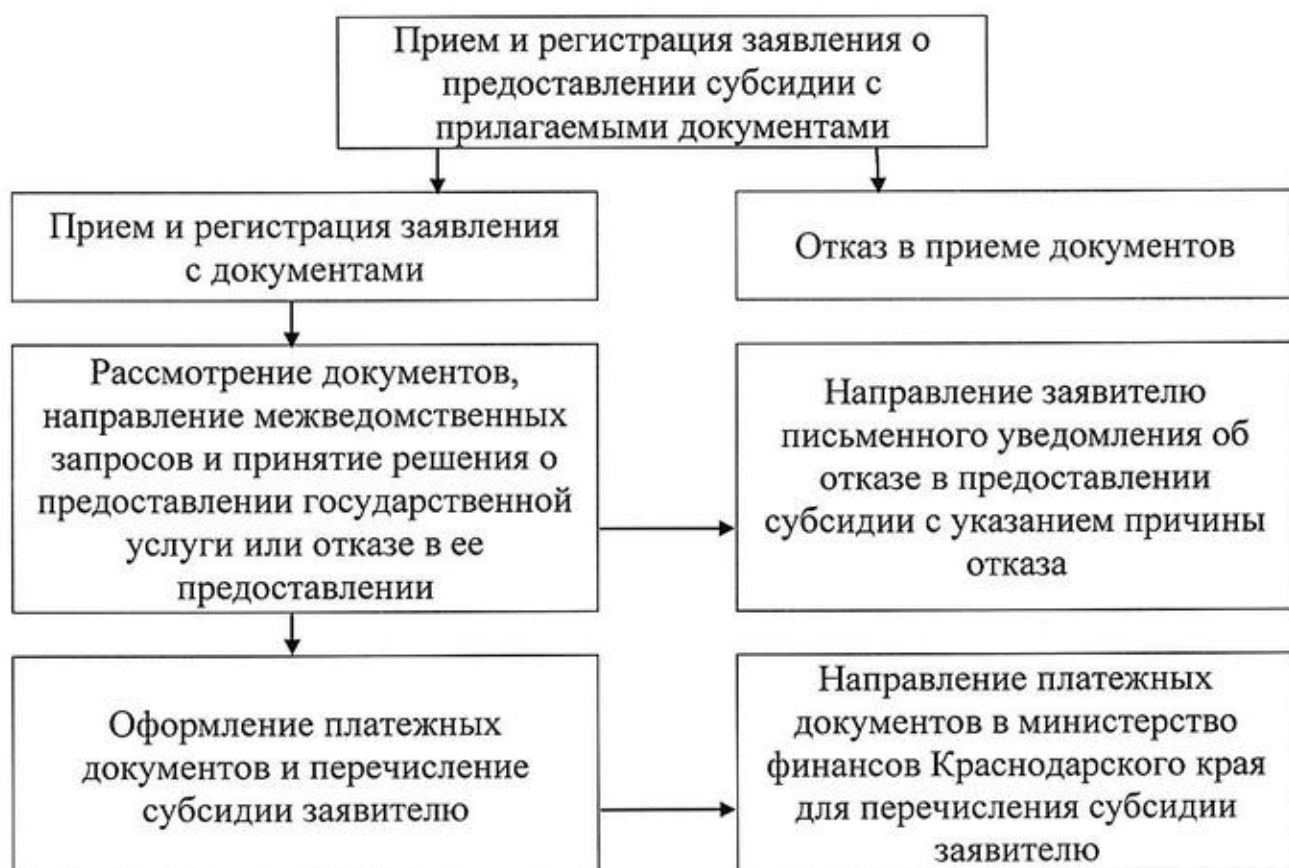 Прием и регистрация заявления о
предоставлении субсидии с
прилагаемыми документами
Прием и регистрация заявления
с документами
Отказ в приеме документов
Рассмотрение документов,
направление межведомственных
запросов и принятие решения о
предоставлении государственной
услуги или отказе в ее
предоставлении
Направление заявителю
письменного уведомления об
отказе в предоставлении
субсидии с указанием причины
отказа
Оформление платежных
документов и перечисление
субсидии заявителю
Направление платежных
документов в министерство
финансов Краснодарского края
для перечисления субсидии
заявителю